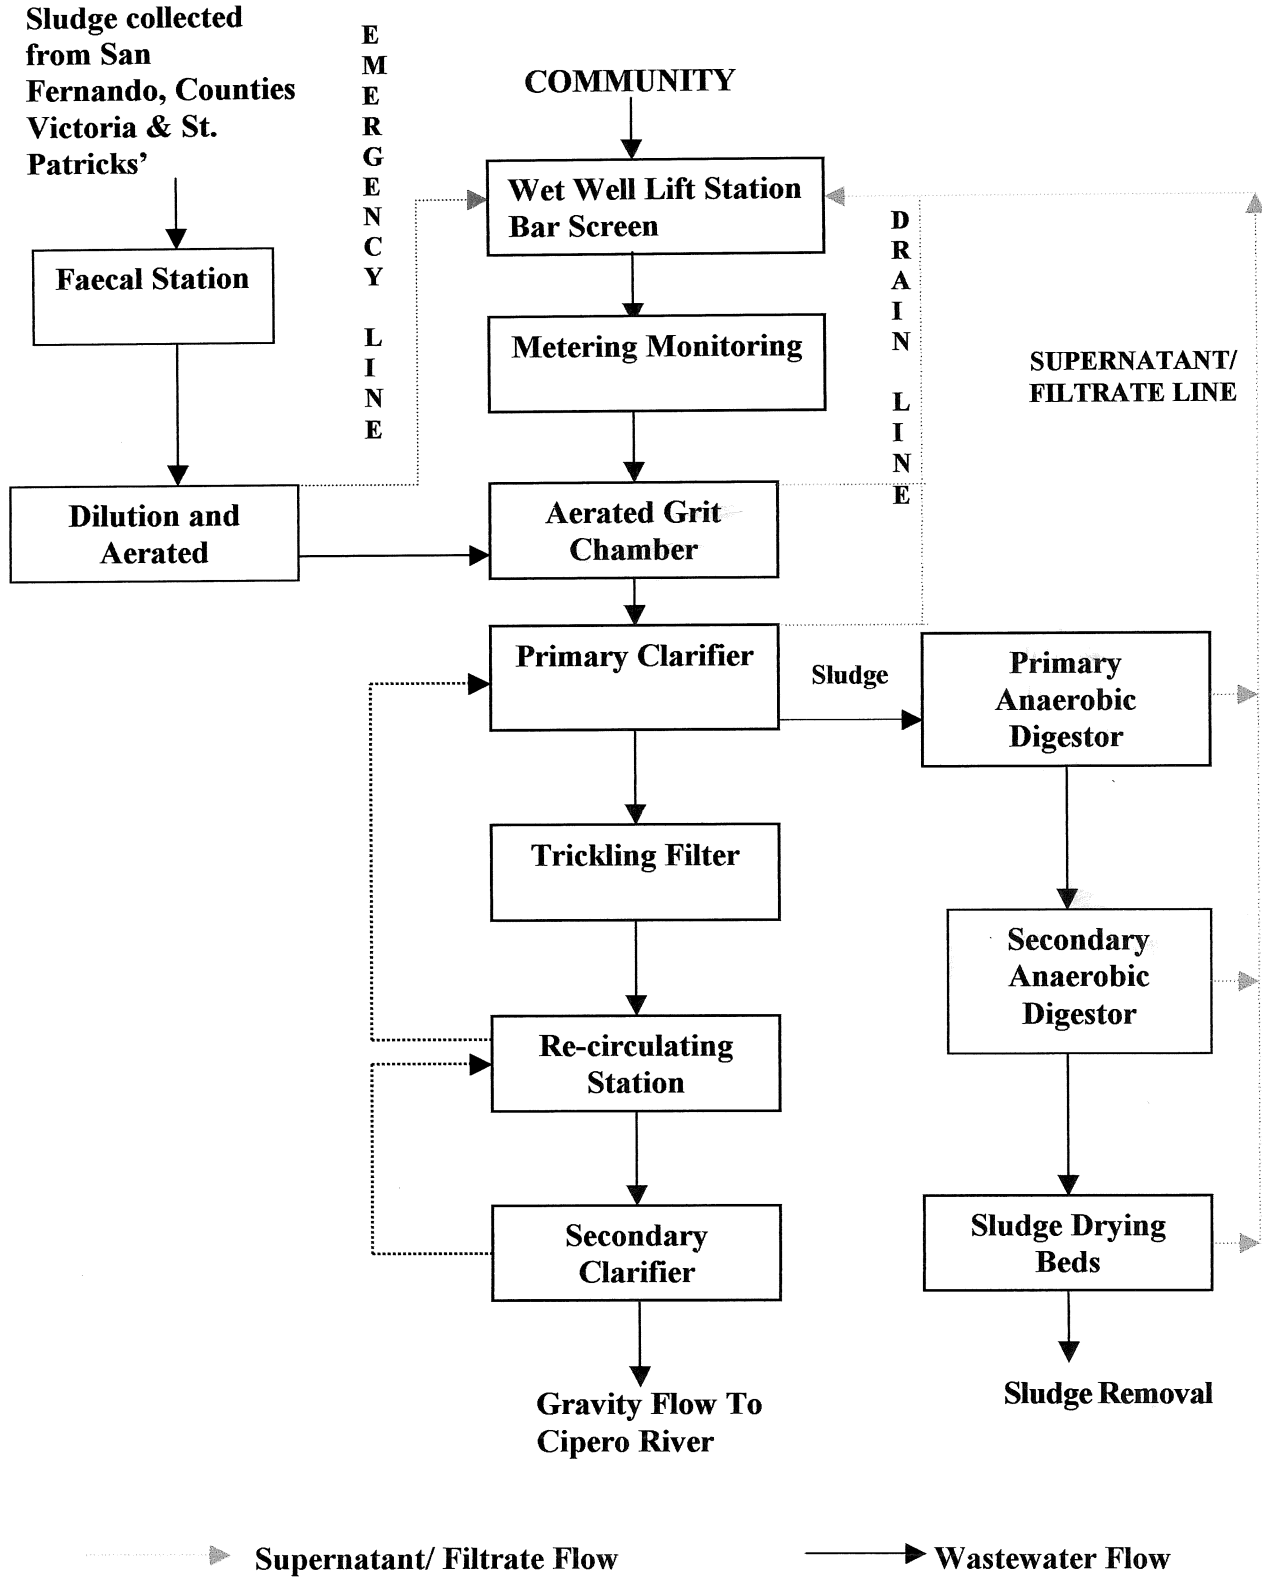 Sludge collected
from San
Fernando, Counties
Victoria & St.
Patricks’
EMERGENCY LINE
COMMUNITY
Wet Well Lift Station
Bar Screen
Faecal Station
DRAIN LINE
Metering Monitoring
SUPERNATANT/
FILTRATE LINE
Dilution and
Aerated
Aerated Grit
Chamber
Primary Clarifier
Sludge
Primary
Anaerobic
Digestor
Trickling Filter
Secondary
Anaerobic
Digestor
Re-circulating
Station
Secondary
Clarifier
Sludge Drying
Beds
Gravity Flow To
Cipero River
Sludge Removal
Supernatant/ Filtrate Flow
Wastewater Flow